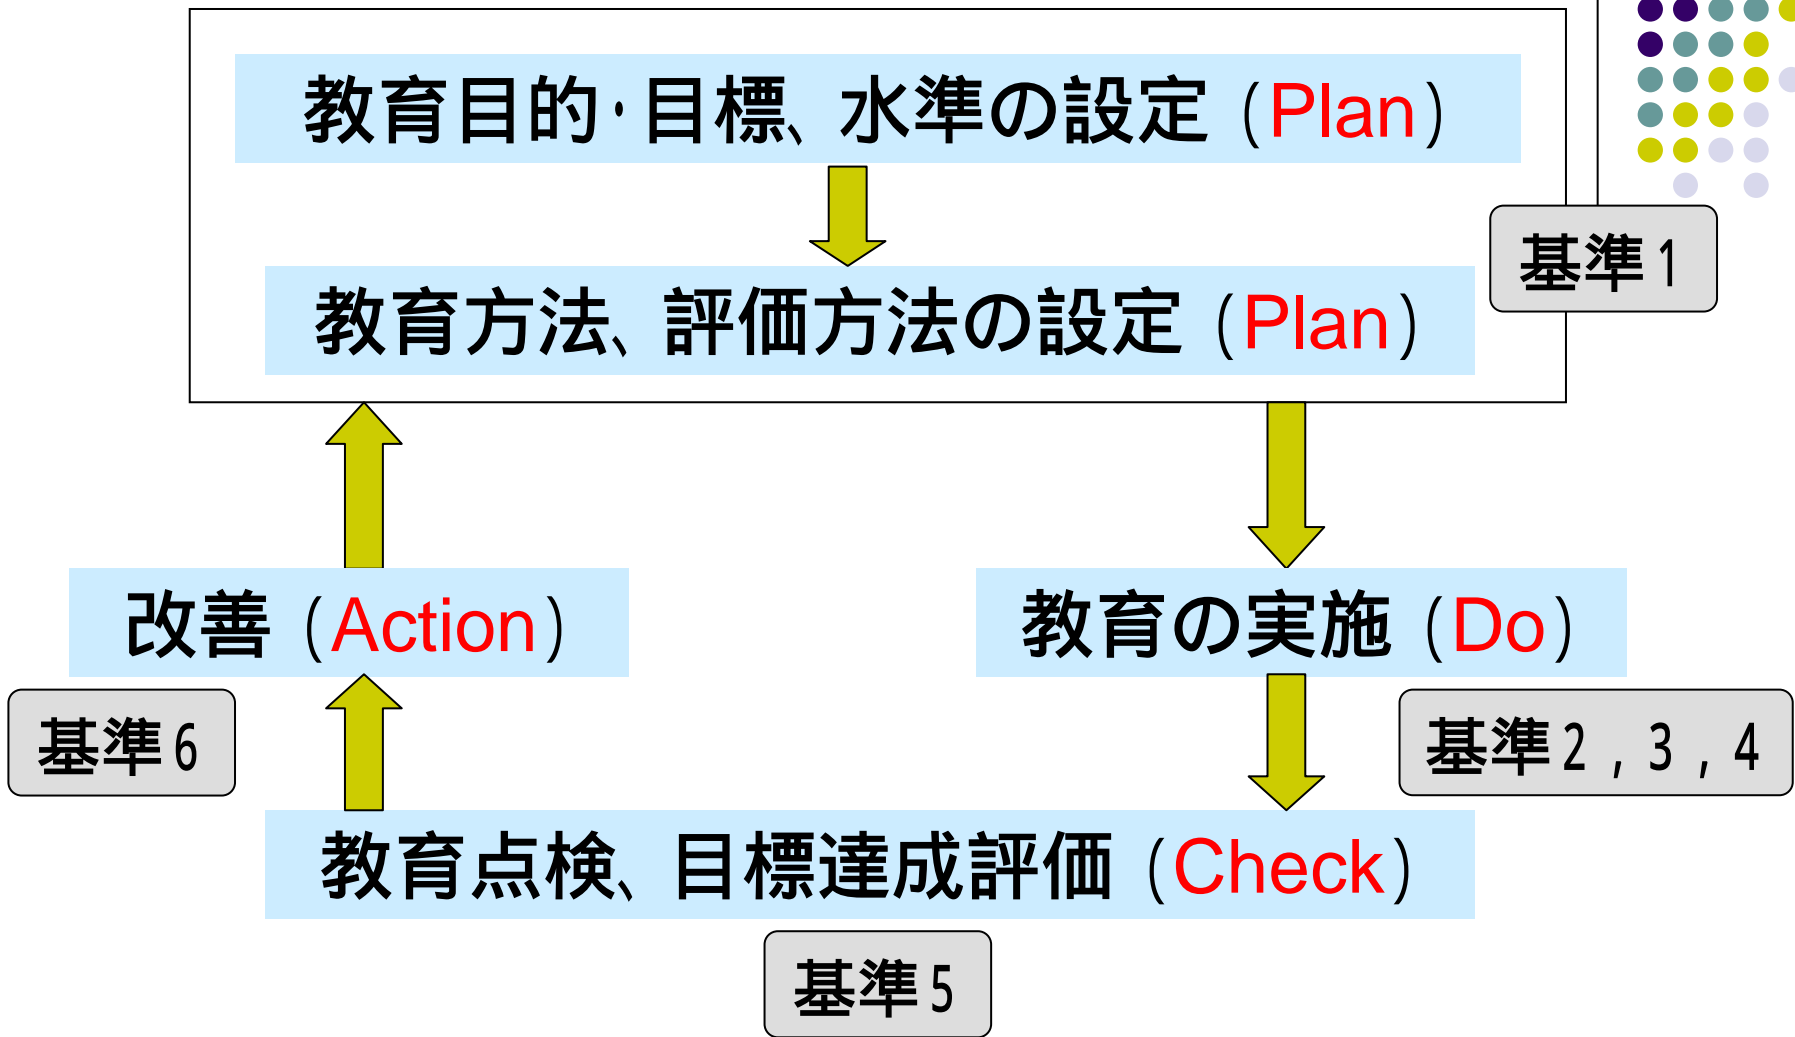 教育目的・目標、水準の設定（Plan）
基準1
教育方法、評価方法の設定（Plan）
改善（Action）
教育の実施（Do）
基準6
基準2，3，4
教育点検、目標達成評価（Check）
基準5